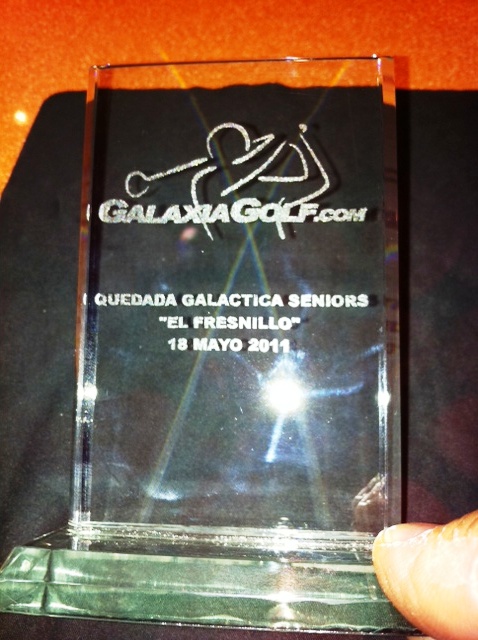 GALAXIAGOLF.COM
QUEDADA GALACTICA SENIORS
"EL FRESNILLO"
18 MAYO 2011